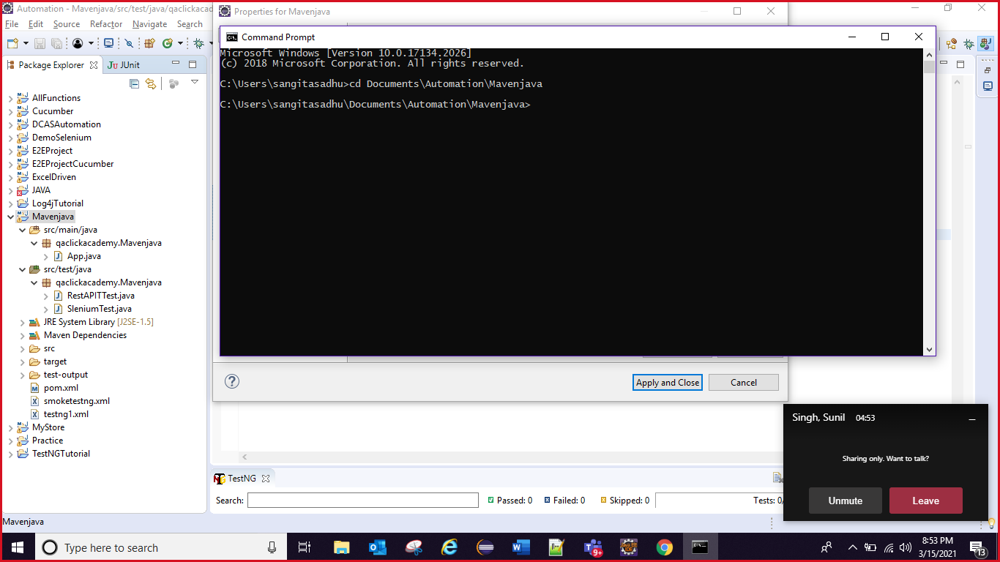 Automation - Mavenjava/src/test/java/qaclickacad
File Edit Source Refactor Navigate Search
Package Explorer
JUnit
AllFunctions
Cucumber
DCASAutomation
DemoSelenium
E2EProject
E2EProjectCucumber
ExcelDriven
JAVA
Log4jTutorial
Mavenjava
src/main/java
qaclickacademy.Mavenjava
App.java
src/test/java
qaclickacademy.Mavenjava
RestAPITTest.java
SleniumTest.java
JRE System Library [J2SE-1.5]
Maven Dependencies
src
target
test-output
pom.xml
smoketestng.xml
testng1.xml
MyStore
Practice
TestNGTutorial
Properties for Mavenjava
Command Prompt
Microsoft Windows [Version 10.0.17134.2026]
(c) 2018 Microsoft Corporation. All rights reserved.
C:\Users\sangitasadhu>cd Documents\Automation\Mavenjava
C:\Users\sangitasadhu\Documents\Automation\Mavenjava>
Apply and Close Cancel
TestNG
Search: Passed: 0 Failed: 0 Skipped: 0 Tests: 0/
Singh, Sunil 04:53
Sharing only. Want to talk?
Unmute Leave
Mavenjava
Type here to search
9+
8:53 PM
3/15/2021
13